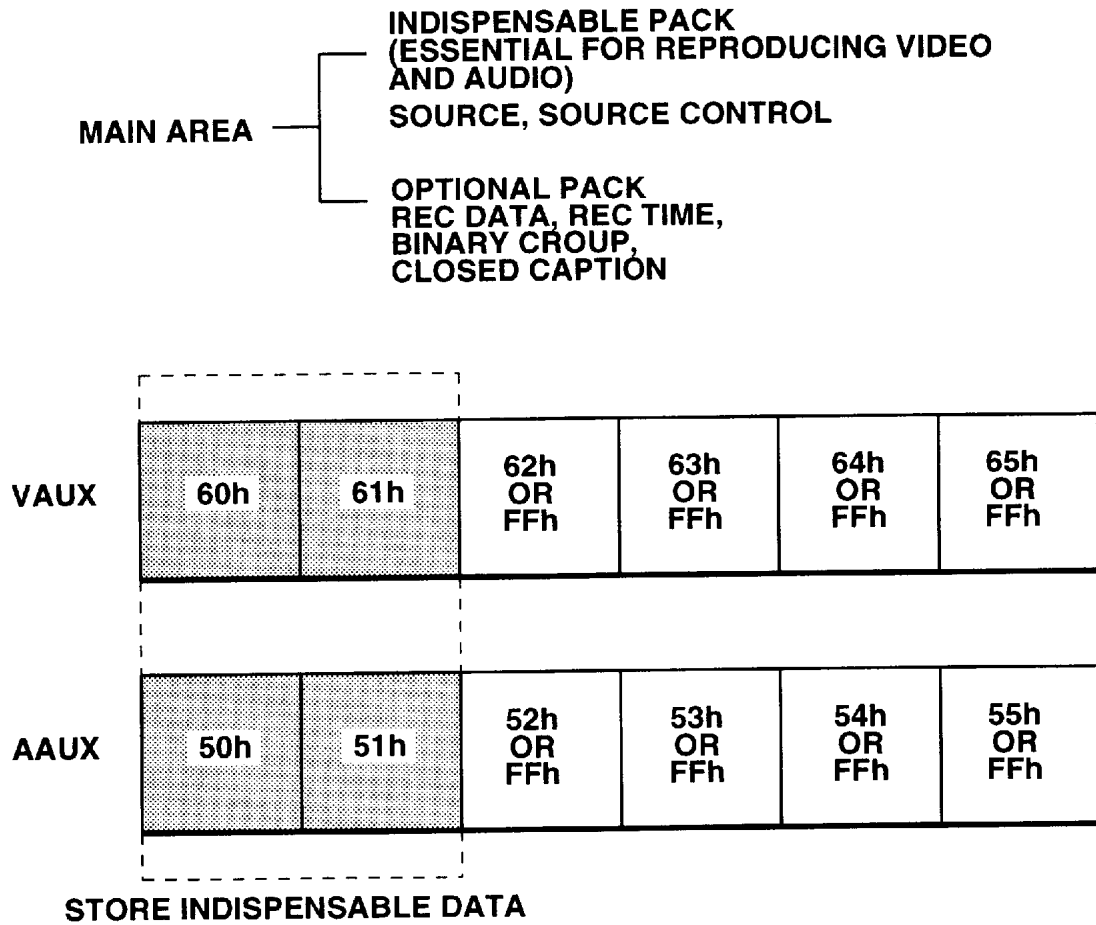 INDISPENSABLE PACK
(ESSENTIAL FOR REPRODUCING VIDEO
AND AUDIO)
SOURCE, SOURCE CONTROL
MAIN AREA
OPTIONAL PACK
REC DATA, REC TIME,
BINARY CROUP,
CLOSED CAPTION
VAUX
60h
61h
62h
OR
FFh
63h
OR
FFh
64h
OR
FFh
65h
OR
FFh
AAUX
50h
51h
52h
OR
FFh
53h
OR
FFh
54h
OR
FFh
55h
OR
FFh
STORE INDISPENSABLE DATA